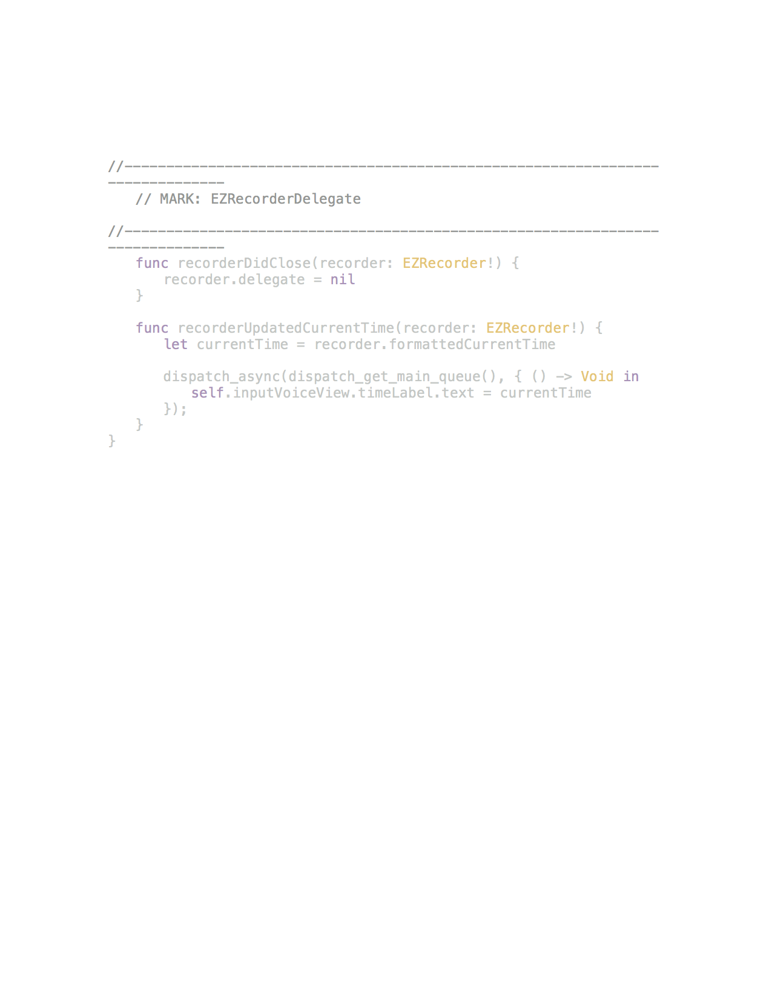 //----------------------------------------------------------------
--------------
// MARK: EZRecorderDelegate
//----------------------------------------------------------------
--------------
func recorderDidClose(recorder: EZRecorder!) {
recorder.delegate = nil
}
func recorderUpdatedCurrentTime(recorder: EZRecorder!) {
let currentTime = recorder.formattedCurrentTime
dispatch_async(dispatch_get_main_queue(), { () -> Void in
self.inputVoiceView.timeLabel.text = currentTime
});
}
}